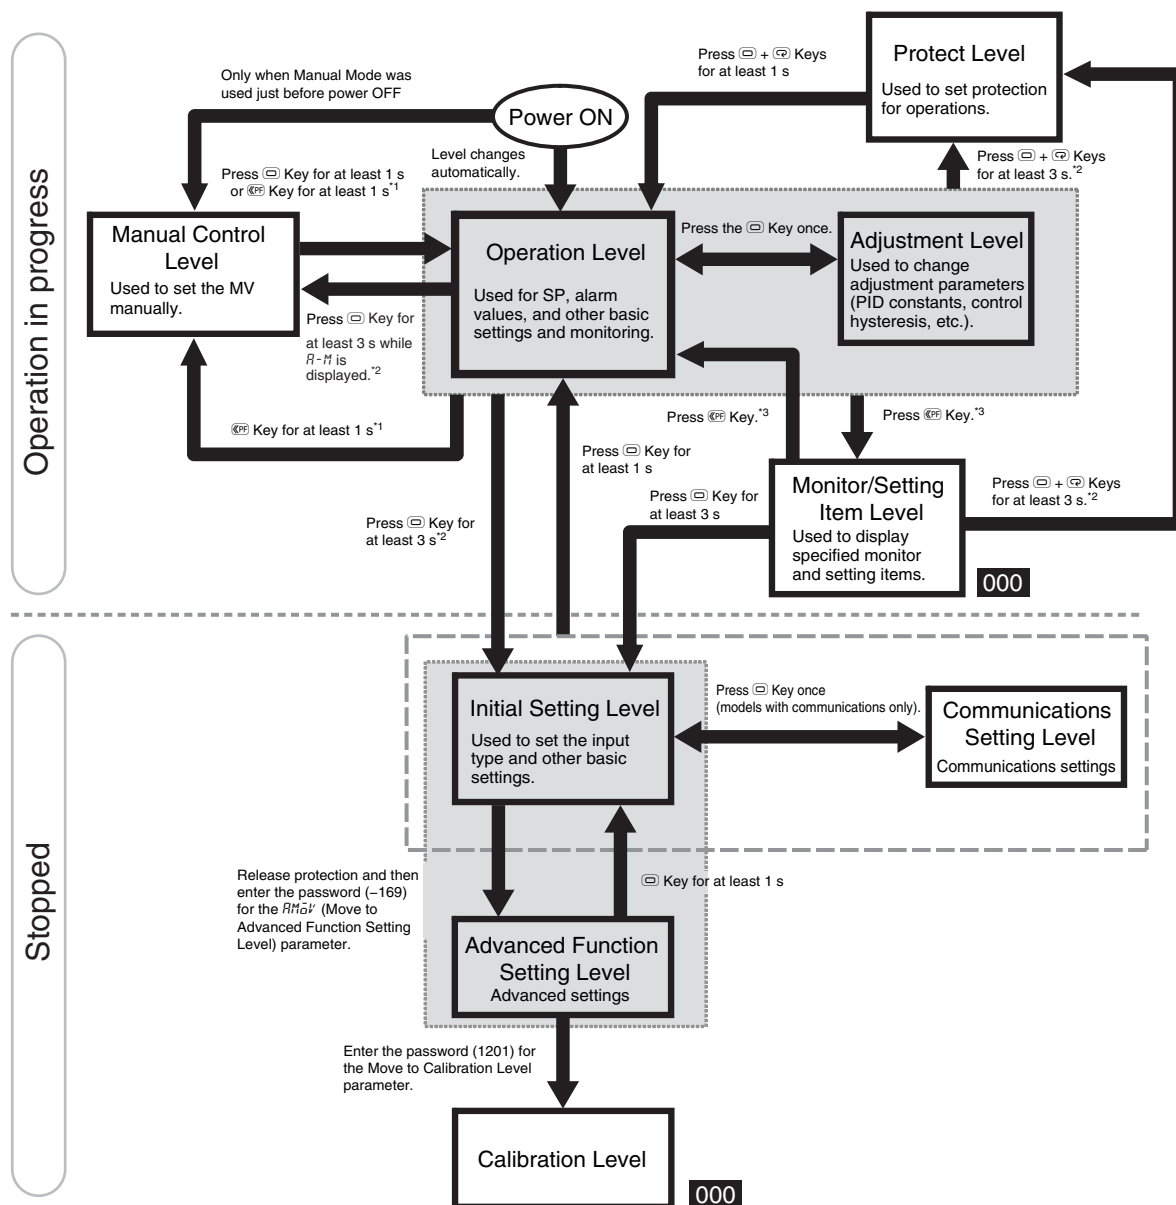 Operation in progress
Stopped
Only when Manual Mode was
used just before power OFF
Power ON
Level changes
automatically.
Press + Keys
for at least 1 s
Protect Level
Used to set protection
for operations.
Press + Keys
for at least 3 s.*2
Press Key for at least 1 s
or PF Key for at least 1 s*1
Manual Control
Level
Used to set the MV
manually.
Press Key for
at least 3 s while
A-M is
displayed.*2
Operation Level
Used for SP, alarm
values, and other basic
settings and monitoring.
Press the Key once.
Adjustment Level
Used to change
adjustment parameters
(PID constants, control
hysteresis, etc.).
PF Key for at least 1 s*1
Press PF Key.*3
Press PF Key.*3
Press Key for
at least 1 s
Press Key for
at least 3 s*2
Press Key for
at least 3 s
Monitor/Setting
Item Level
Used to display
specified monitor
and setting items.
Press + Keys
for at least 3 s.*2
000
Initial Setting Level
Used to set the input
type and other basic
settings.
Press Key once
(models with communications only).
Communications
Setting Level
Communications settings
Release protection and then
enter the password (–169)
for the AMoV (Move to
Advanced Function Setting
Level) parameter.
Key for at least 1 s
Advanced Function
Setting Level
Advanced settings
Enter the password (1201) for
the Move to Calibration Level
parameter.
Calibration Level
000